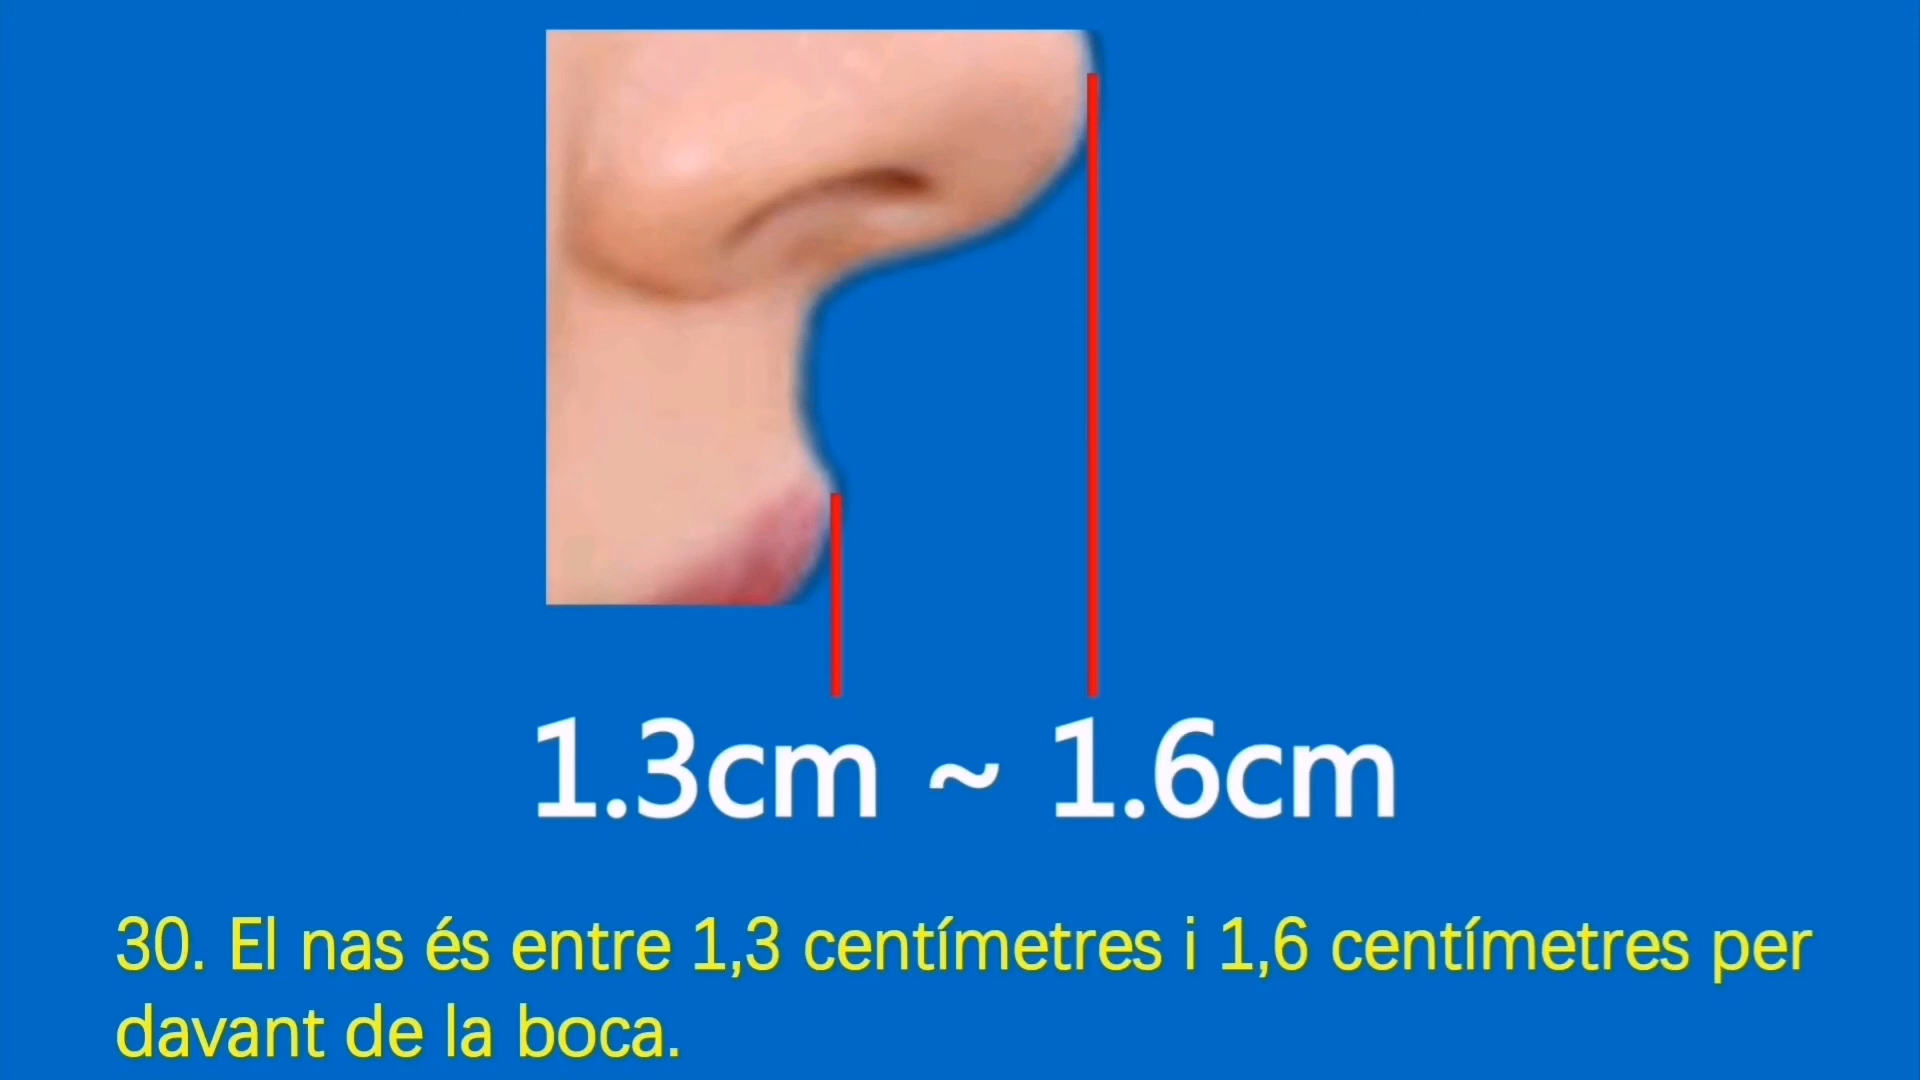 1.3cm ~ 1.6cm
30. El nas és entre 1,3 centímetres i 1,6 centímetres per
davant de la boca.